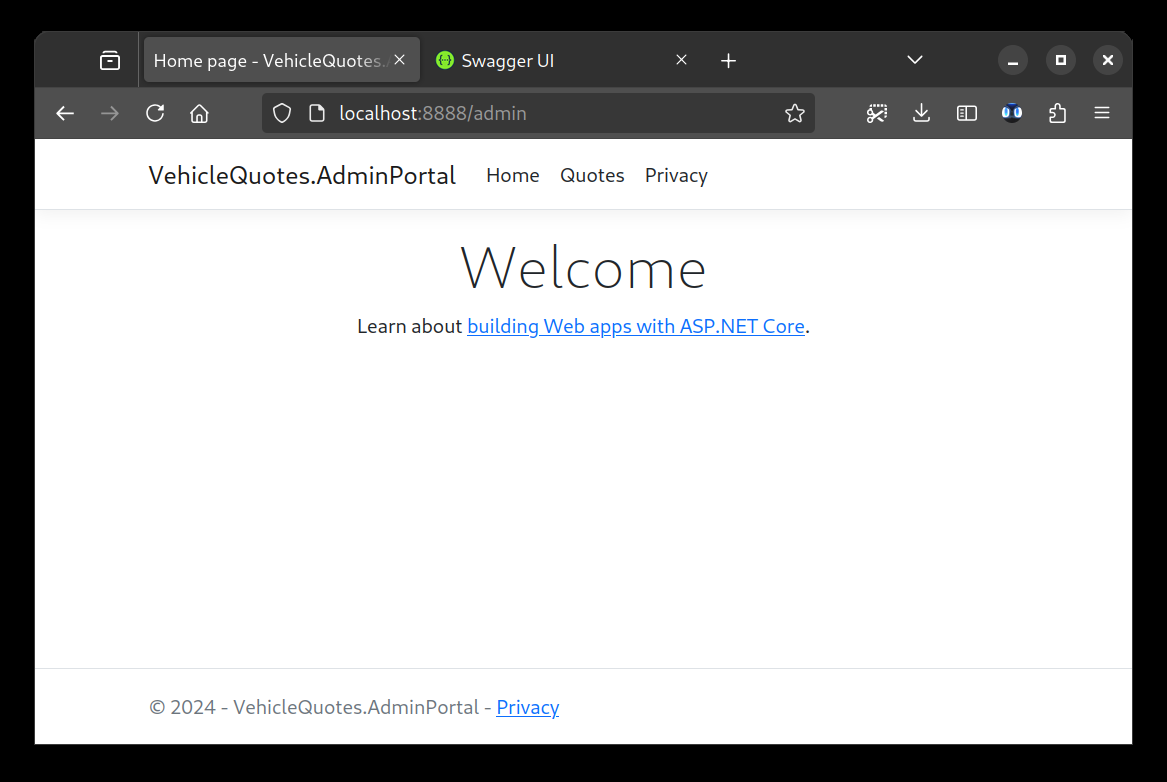 Home page - VehicleQuotes.A
Swagger UI
localhost:8888/admin
VehicleQuotes.AdminPortal Home Quotes Privacy
Welcome
Learn about building Web apps with ASP.NET Core.
© 2024 - VehicleQuotes.AdminPortal - Privacy